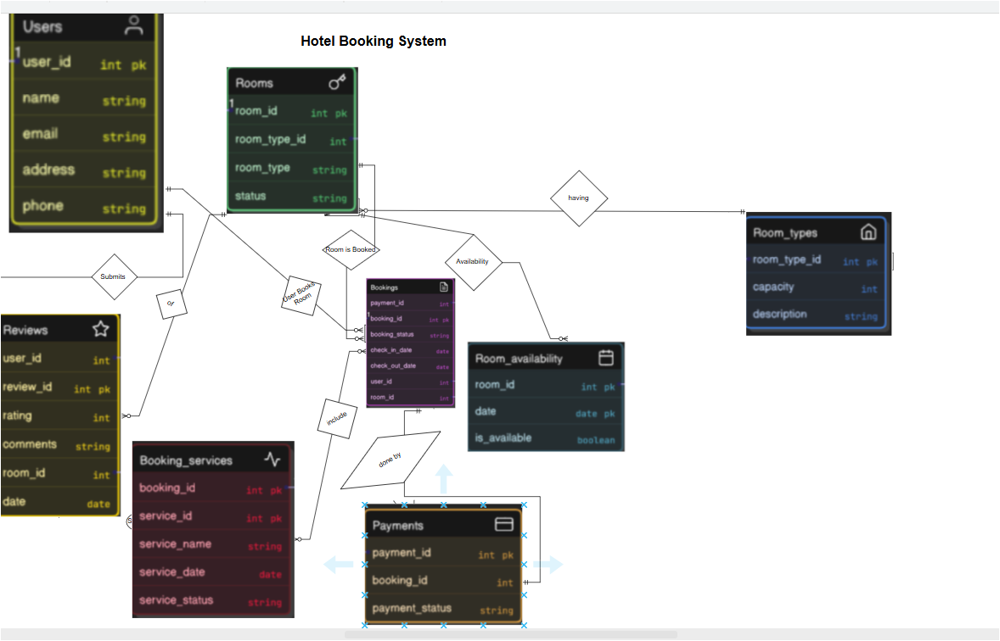 Hotel Booking System
Users
1
user_id int pk
name string
email string
address string
phone string
Rooms
1
room_id int pk
room_type_id int
room_type string
status string
having
Room_types
room_type_id int pk
capacity int
description string
Room is Booked
Availability
Submits
or
User Books
Room
Bookings
payment_id int
1
booking_id int pk
booking_status string
check_in_date date
check_out_date date
user_id int
room_id int
Reviews
user_id int
review_id int pk
rating int
comments string
room_id int
date date
Room_availability
room_id int pk
date date pk
is_available boolean
include
done by
Booking_services
booking_id int pk
service_id int pk
service_name string
service_date date
service_status string
Payments
payment_id int pk
booking_id int
payment_status string